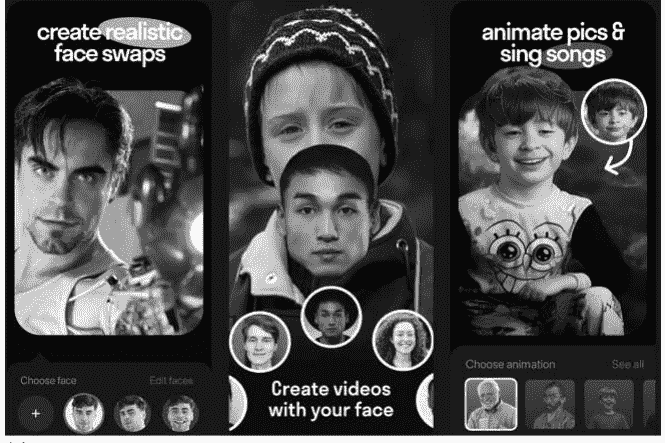 create realistic
face swaps
Choose face
Edit faces
+
Create videos
with your face
animate pics &
sing songs
Choose animation
See all